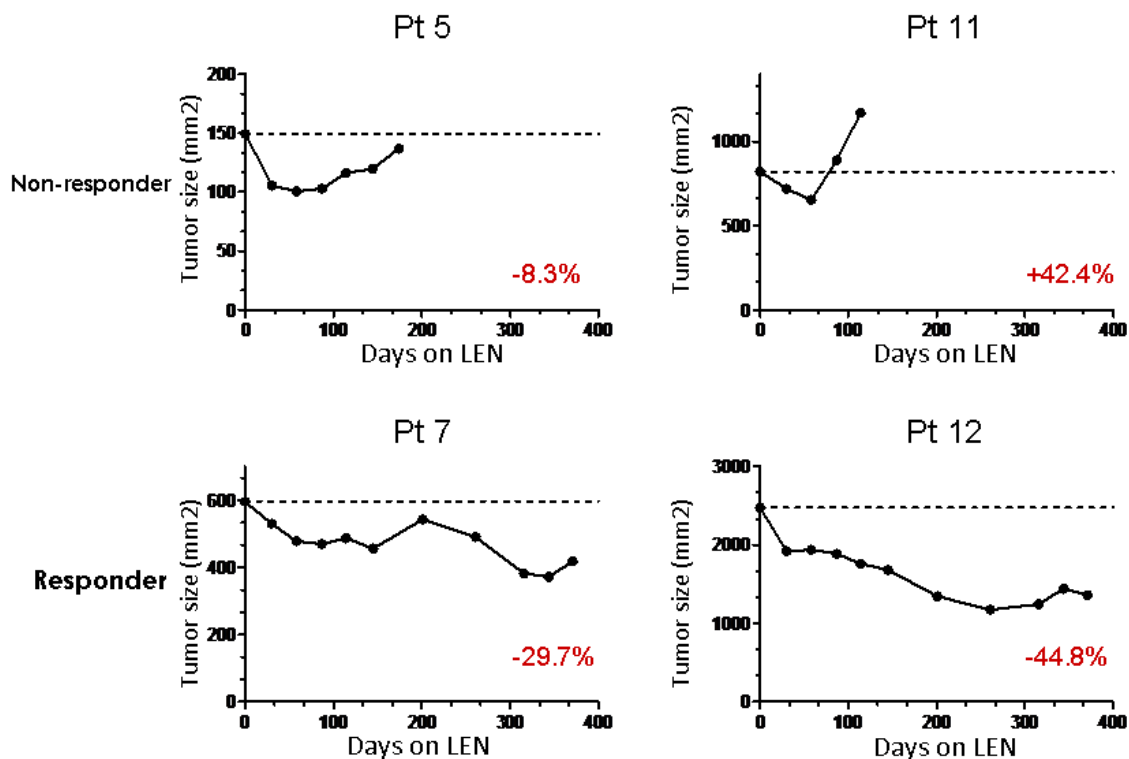 Pt 5
Pt 11
Non-responder
Tumor size (mm2)
200
150
100
50
0
0
100
200
300
400
-8.3%
Days on LEN
Tumor size (mm2)
1000
500
0
0
100
200
300
400
+42.4%
Days on LEN
Pt 7
Pt 12
Responder
Tumor size (mm2)
600
400
200
0
0
100
200
300
400
-29.7%
Days on LEN
Tumor size (mm2)
3000
2000
1000
0
0
100
200
300
400
-44.8%
Days on LEN